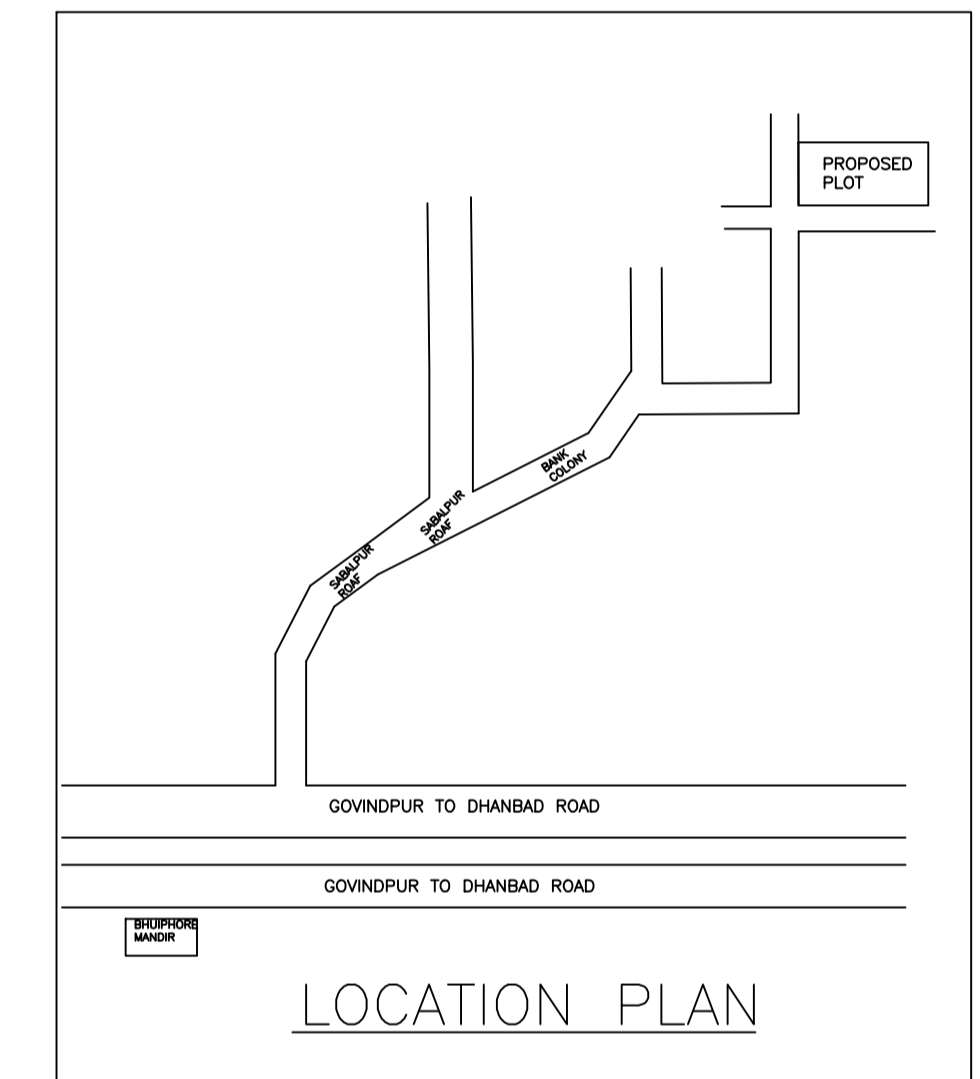 PROPOSED
PLOT
BANK
COLONY
SABALPUR
ROAF
SABALPUR
ROAF
GOVINDPUR TO DHANBAD ROAD
GOVINDPUR TO DHANBAD ROAD
BHUIPHORE
MANDIR
LOCATION PLAN